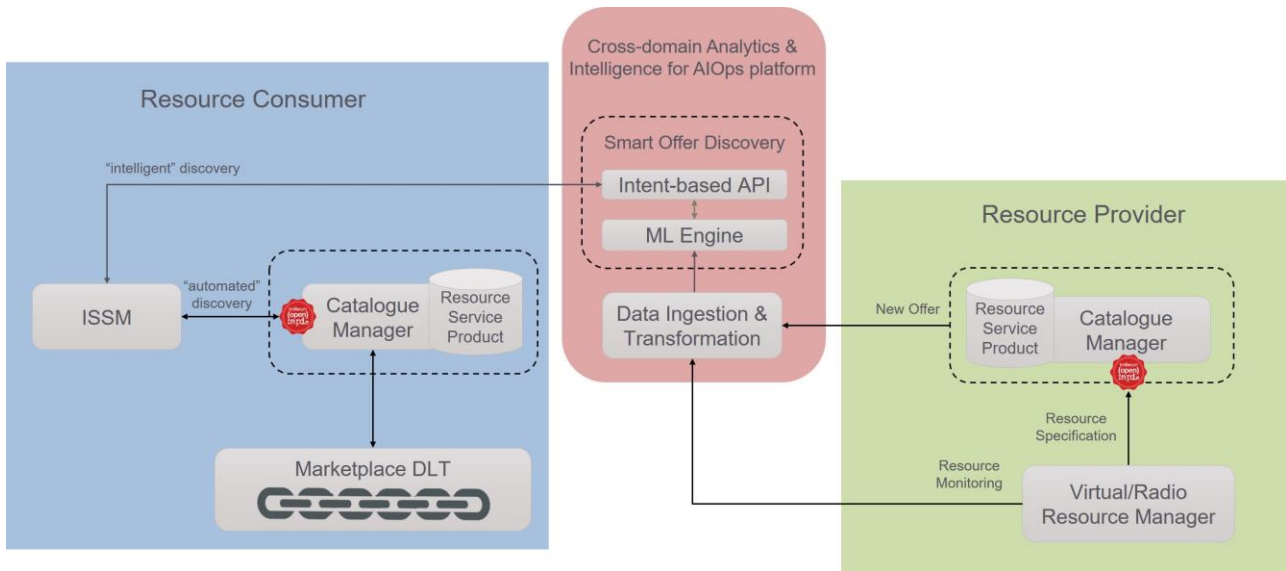 Cross-domain Analytics &
Intelligence for AIOps platform
Resource Consumer
Smart Offer Discovery
"intelligent" discovery
Intent-based API
Resource Provider
ML Engine
"automated"
discovery
ISSM
Catalogue
Manager
Resource
Service
Product
Data Ingestion &
Transformation
New Offer
Resource
Service
Product
Catalogue
Manager
(open)
Resource
Specification
Marketplace DLT
Resource
Monitoring
Virtual/Radio
Resource Manager